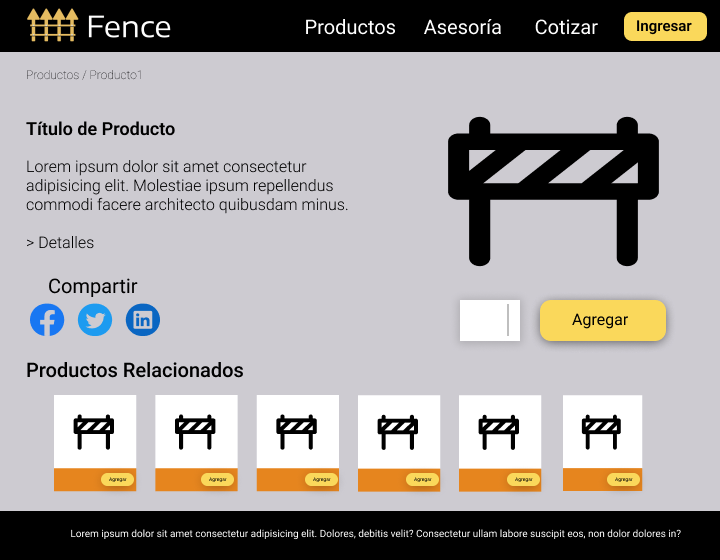 Fence
Productos
Asesoría
Cotizar
Ingresar
Productos / Producto1
Título de Producto
Lorem ipsum dolor sit amet consectetur
adipisicing elit. Molestiae ipsum repellendus
commodi facere architecto quibusdam minus.
> Detalles
Compartir
Agregar
Productos Relacionados
Agregar
Agregar
Agregar
Agregar
Agregar
Agregar
Lorem ipsum dolor sit amet consectetur adipisicing elit. Dolores, debitis velit? Consectetur ullam labore suscipit eos, non dolor dolores in?